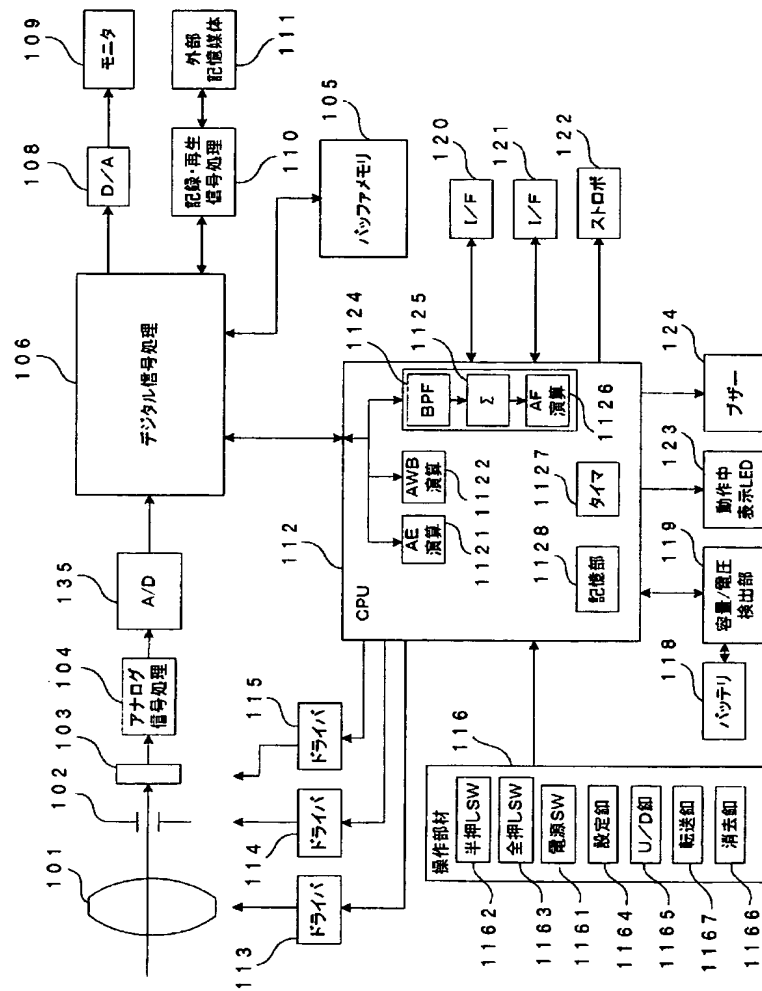 101
102
103
104
アナログ
信号処理
135
A/D
106
デジタル信号処理
108
D/A
109
モニタ
110
記録・再生
信号処理
111
外部
記憶媒体
105
バッファメモリ
113
ドライバ
114
ドライバ
115
ドライバ
112
CPU
AE
演算
1121
AWB
演算
1122
BPF
1124
Σ
1125
AF
演算
1126
タイマ
1127
記憶部
1128
120
I/F
121
I/F
122
ストロボ
116
操作部材
半押しSW
1162
全押しSW
1163
電源SW
1161
設定釦
1164
U/D釦
1165
転送釦
1167
消去釦
1166
118
バッテリ
119
容量/電圧
検出部
123
動作中
表示LED
124
ブザー